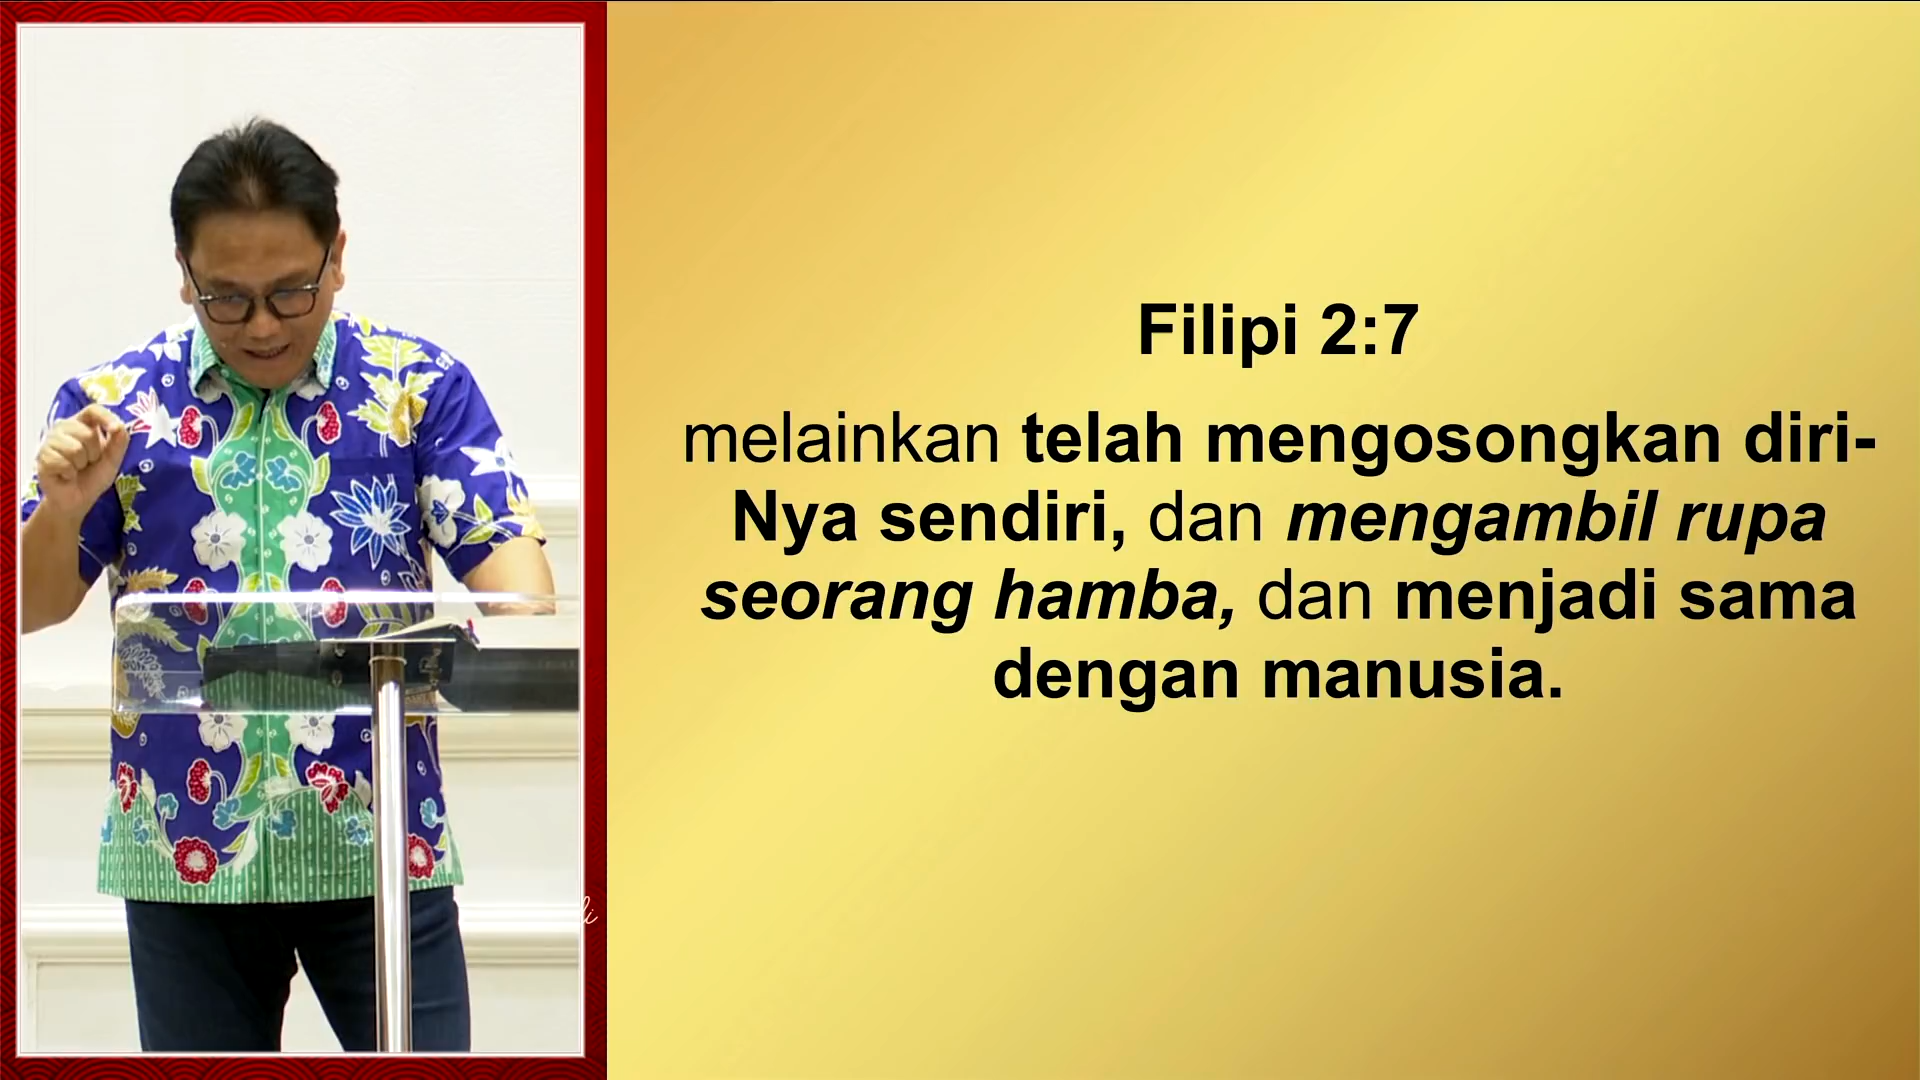 Filipi 2:7
melainkan telah mengosongkan diri-
Nya sendiri, dan mengambil rupa
seorang hamba, dan menjadi sama
dengan manusia.